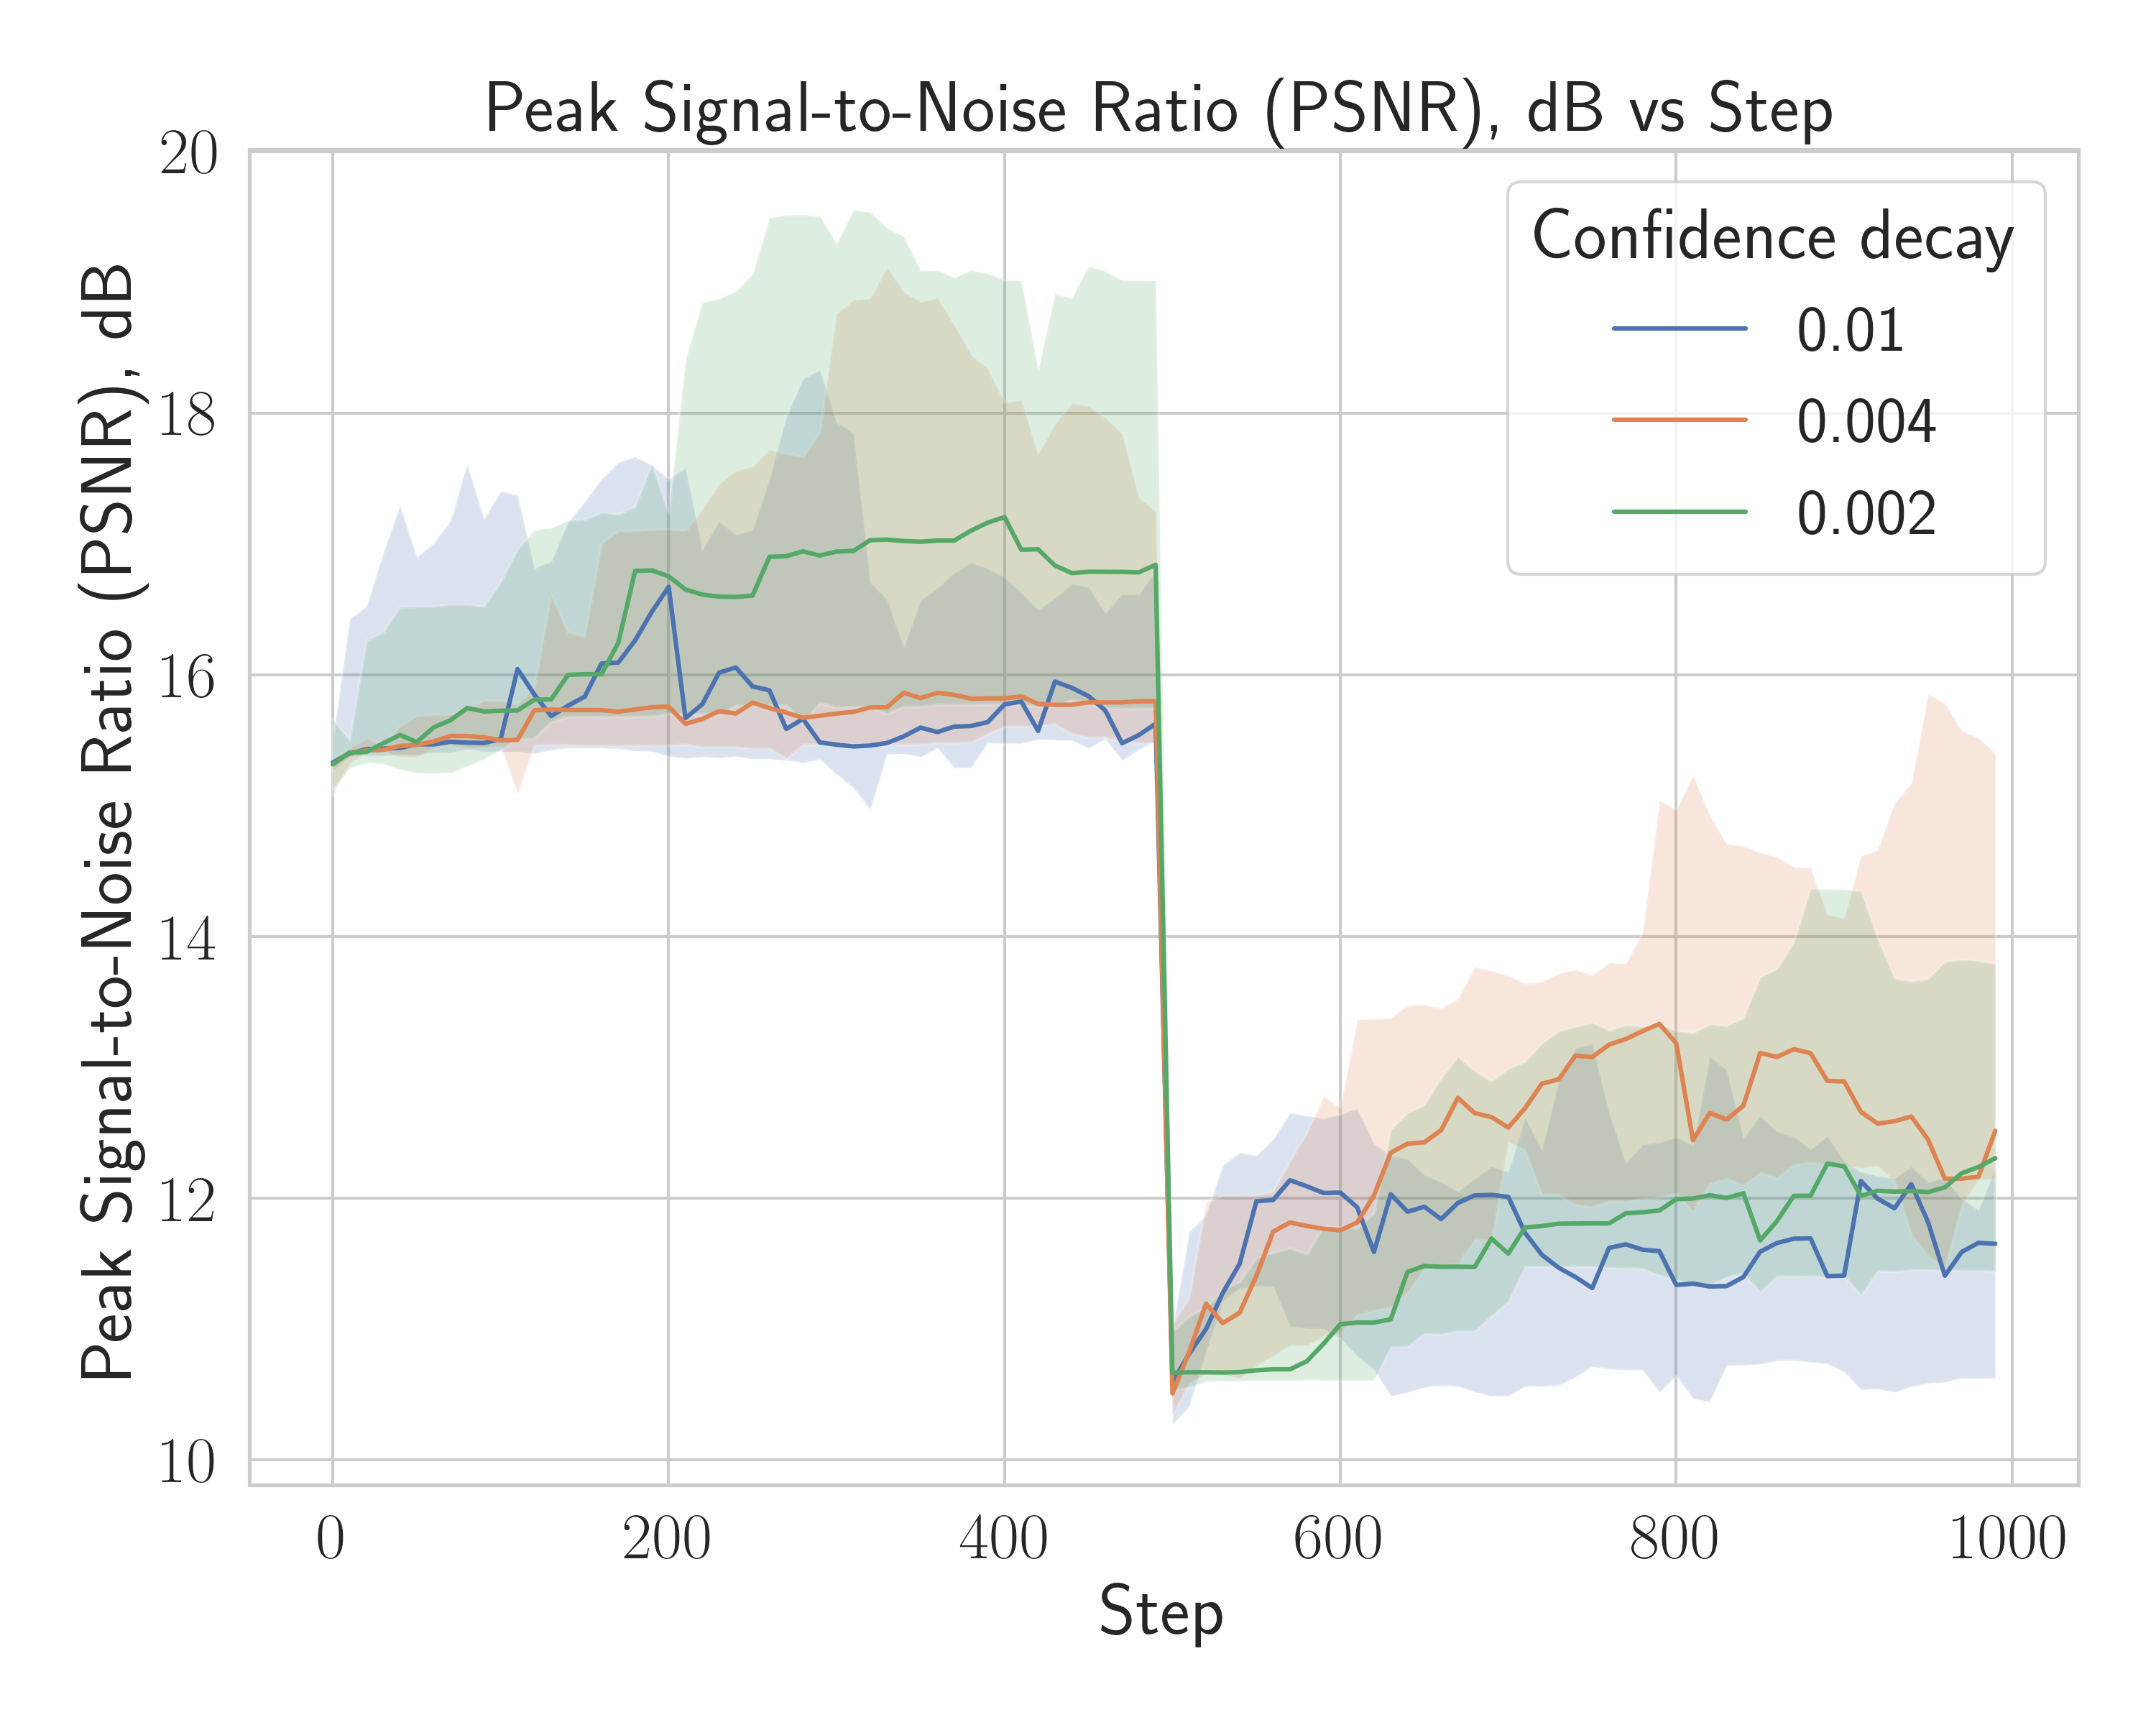 Peak Signal-to-Noise Ratio (PSNR), dB vs Step
Peak Signal-to-Noise Ratio (PSNR), dB
20
18
16
14
12
10
Confidence decay
0.01
0.004
0.002
0 200 400 600 800 1000
Step